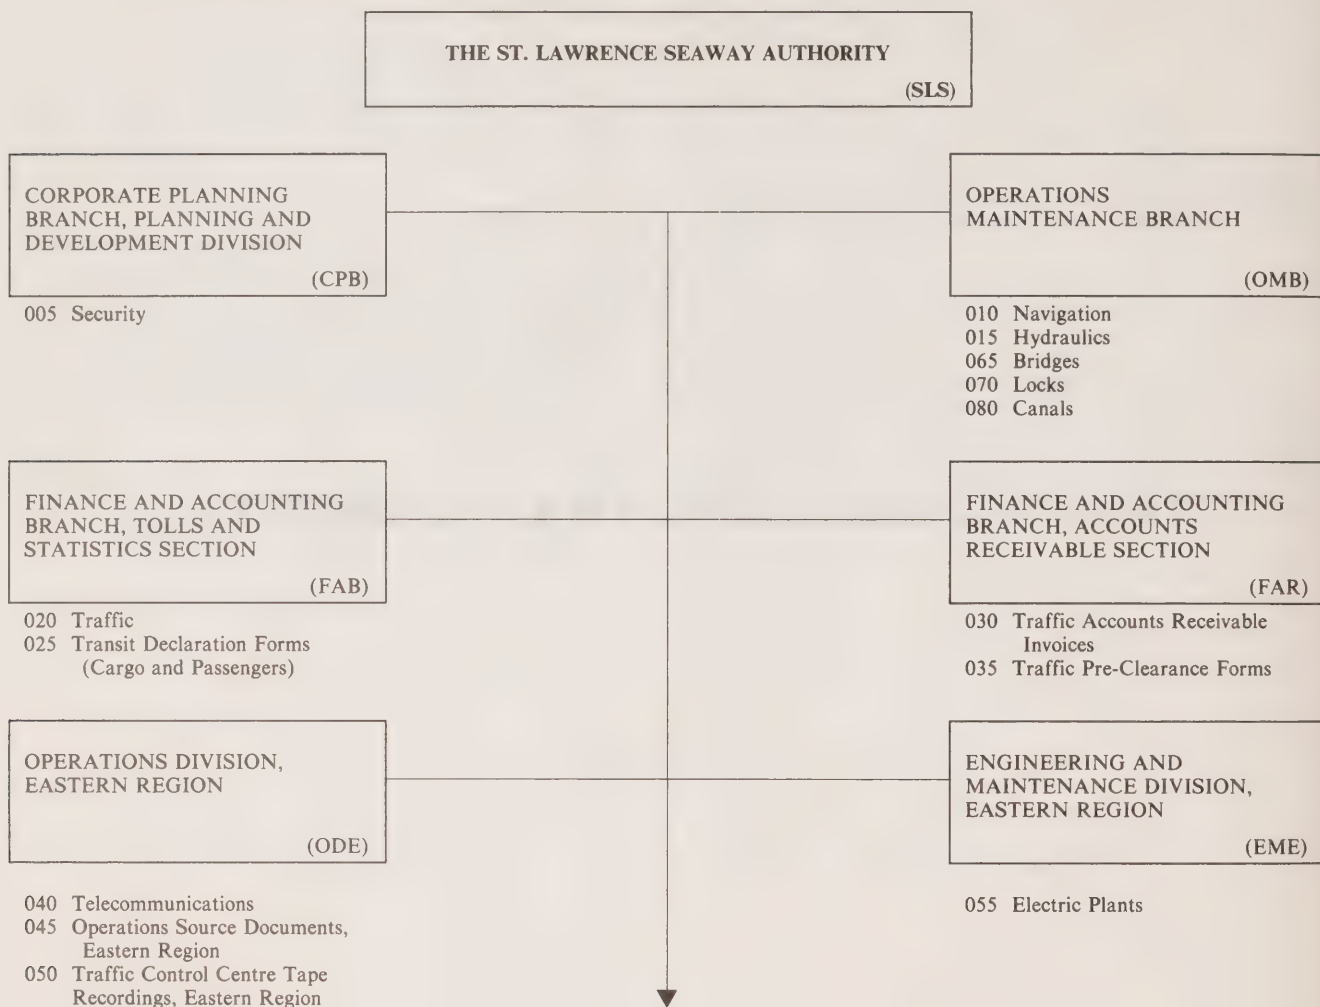 THE ST. LAWRENCE SEAWAY AUTHORITY
(SLS)
CORPORATE PLANNING
BRANCH, PLANNING AND
DEVELOPMENT DIVISION
(CPB)
005 Security
OPERATIONS
MAINTENANCE BRANCH
(OMB)
010 Navigation
015 Hydraulics
065 Bridges
070 Locks
080 Canals
FINANCE AND ACCOUNTING
BRANCH, TOLLS AND
STATISTICS SECTION
(FAB)
020 Traffic
025 Transit Declaration Forms
(Cargo and Passengers)
FINANCE AND ACCOUNTING
BRANCH, ACCOUNTS
RECEIVABLE SECTION
(FAR)
030 Traffic Accounts Receivable
Invoices
035 Traffic Pre-Clearance Forms
OPERATIONS DIVISION,
EASTERN REGION
(ODE)
040 Telecommunications
045 Operations Source Documents,
Eastern Region
050 Traffic Control Centre Tape
Recordings, Eastern Region
ENGINEERING AND
MAINTENANCE DIVISION,
EASTERN REGION
(EME)
055 Electric Plants